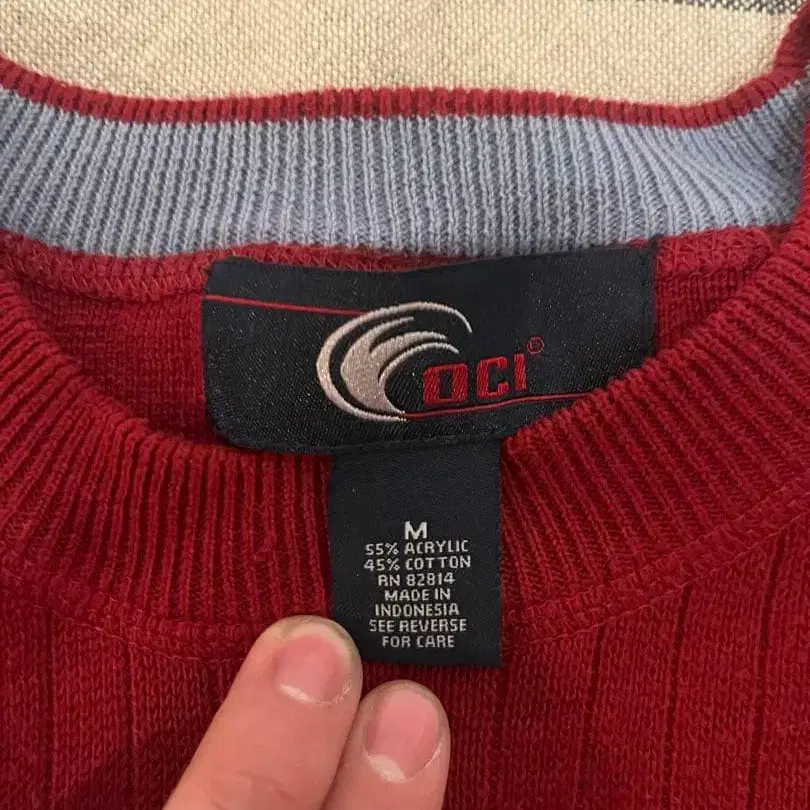 OCI®
M
55% ACRYLIC
45% COTTON
RN 82814
MADE IN
INDONESIA
SEE REVERSE
FOR CARE